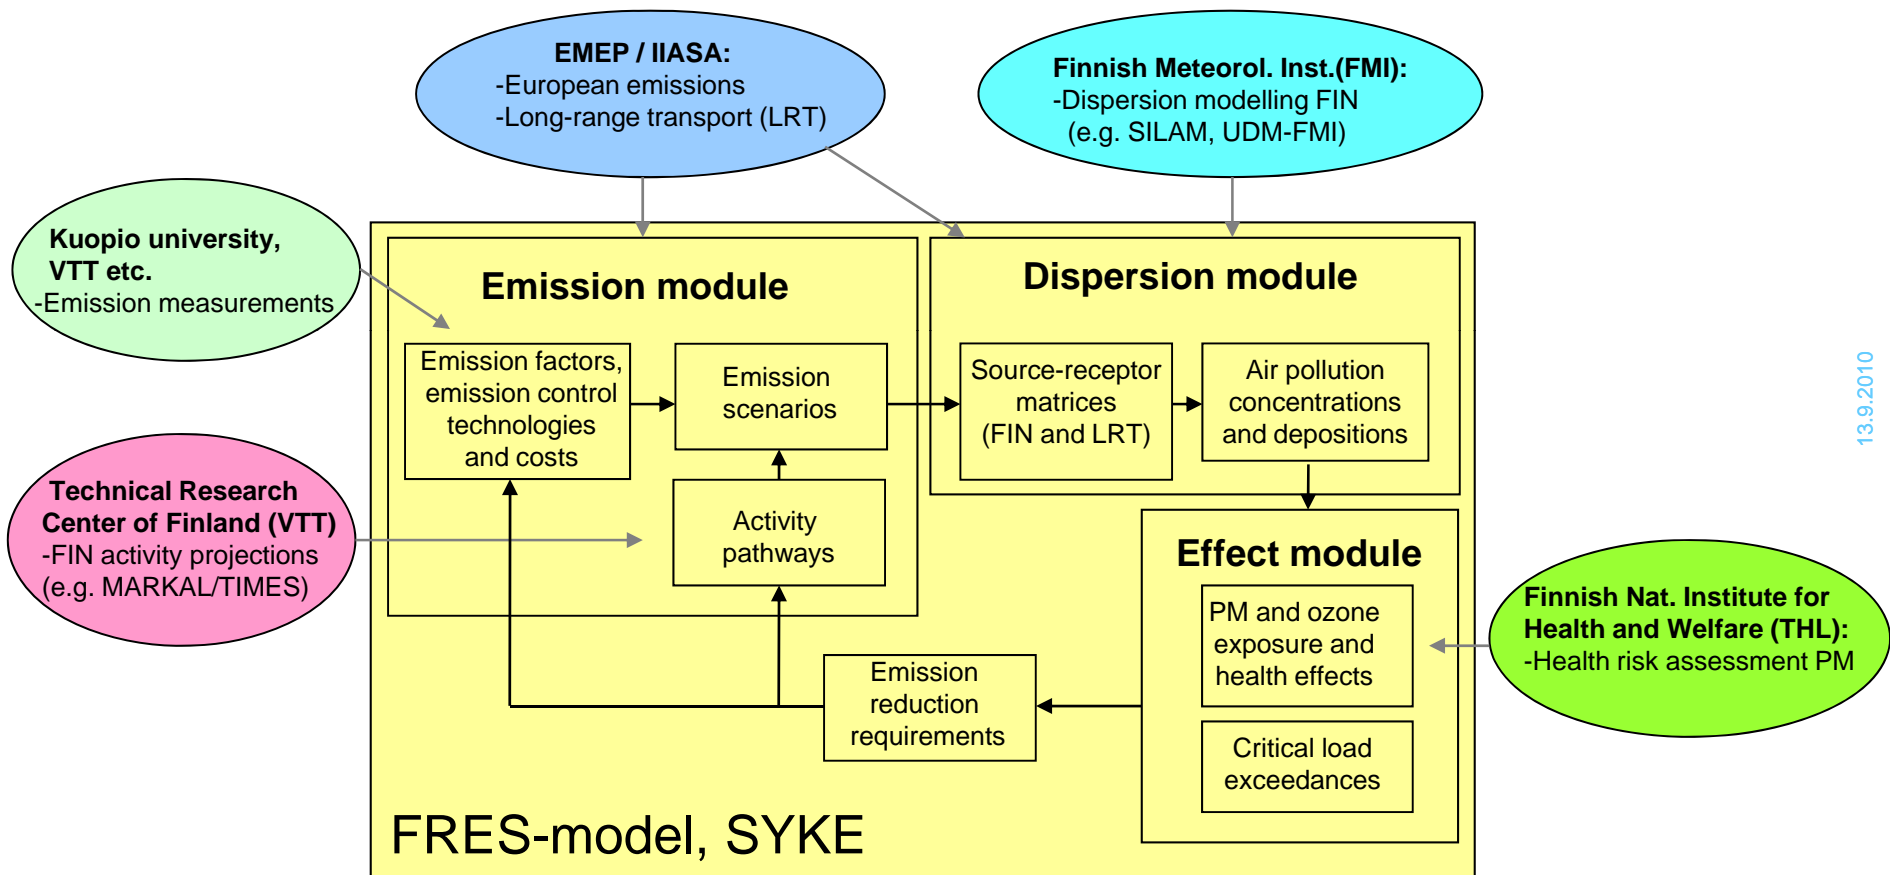 EMEP / IIASA:
-European emissions
-Long-range transport (LRT)
Finnish Meteorol. Inst.(FMI):
-Dispersion modelling FIN
(e.g. SILAM, UDM-FMI)
Kuopio university,
VTT etc.
-Emission measurements
Technical Research
Center of Finland (VTT)
-FIN activity projections
(e.g. MARKAL/TIMES)
Emission module
Emission factors,
emission control
technologies
and costs
Emission
scenarios
Activity
pathways
Dispersion module
Source-receptor
matrices
(FIN and LRT)
Air pollution
concentrations
and depositions
Effect module
PM and ozone
exposure and
health effects
Critical load
exceedances
Emission
reduction
requirements
Finnish Nat. Institute for
Health and Welfare (THL):
-Health risk assessment PM
FRES-model, SYKE
13.9.2010